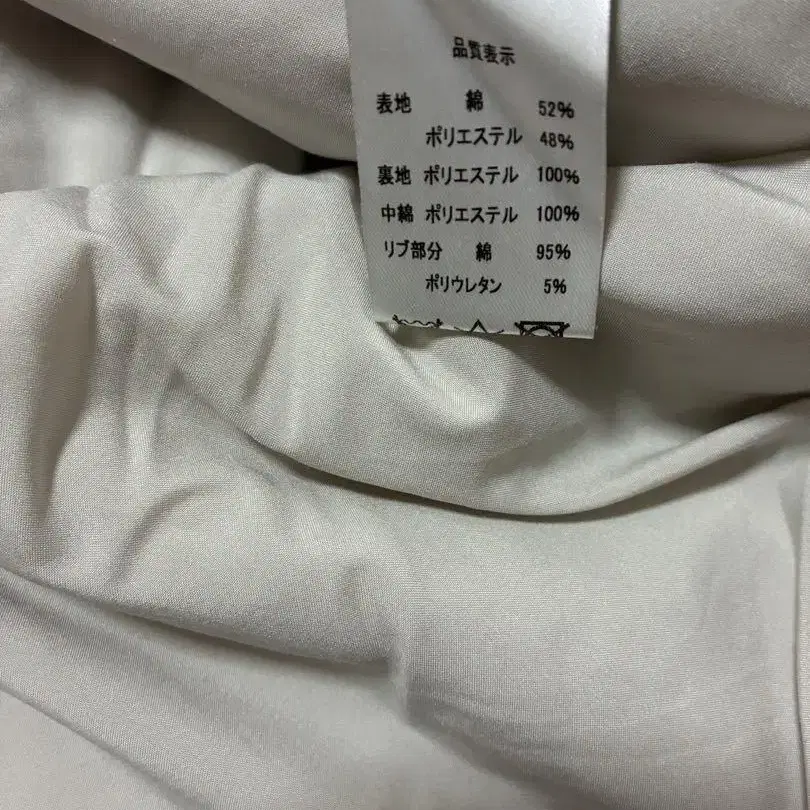 品質表示
表地 綿 52%
ポリエステル 48%
裏地 ポリエステル 100%
中綿 ポリエステル 100%
リブ部分 綿 95%
ポリウレタン 5%